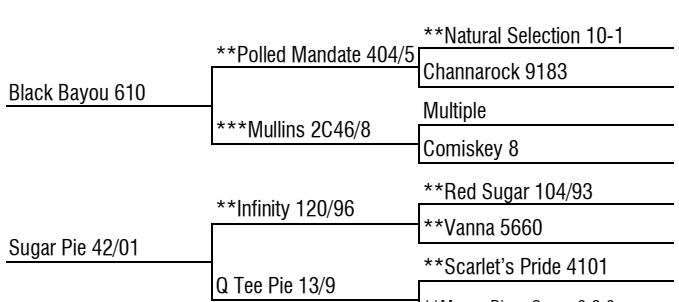 **Natural Selection 10-1
**Polled Mandate 404/5
Channarock 9183
Black Bayou 610
Multiple
***Mullins 2C46/8
Comiskey 8
**Red Sugar 104/93
**Infinity 120/96
**Vanna 5660
Sugar Pie 42/01
**Scarlet's Pride 4101
Q Tee Pie 13/9